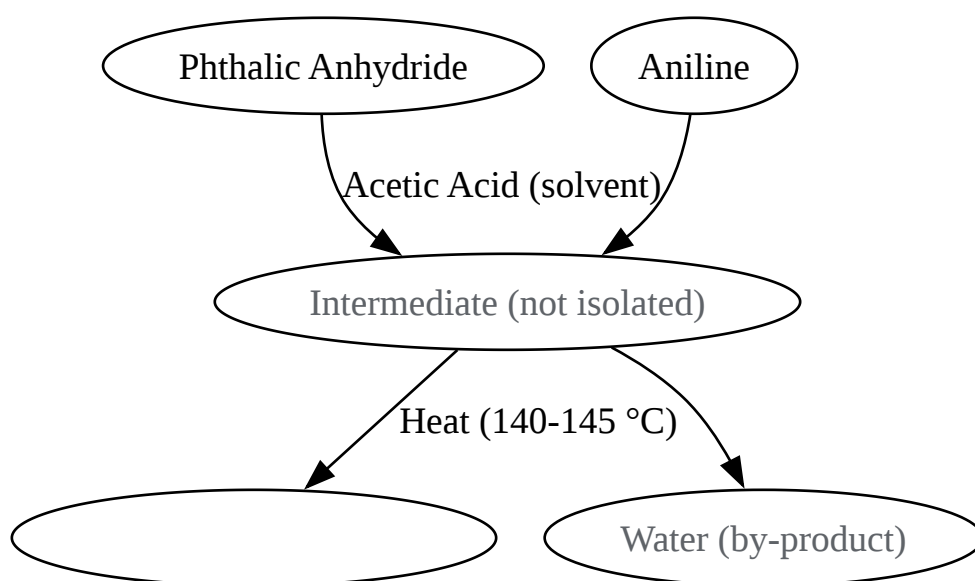 Phthalic Anhydride
Aniline
Acetic Acid (solvent)
Intermediate (not isolated)
Heat (140-145 °C)
Water (by-product)